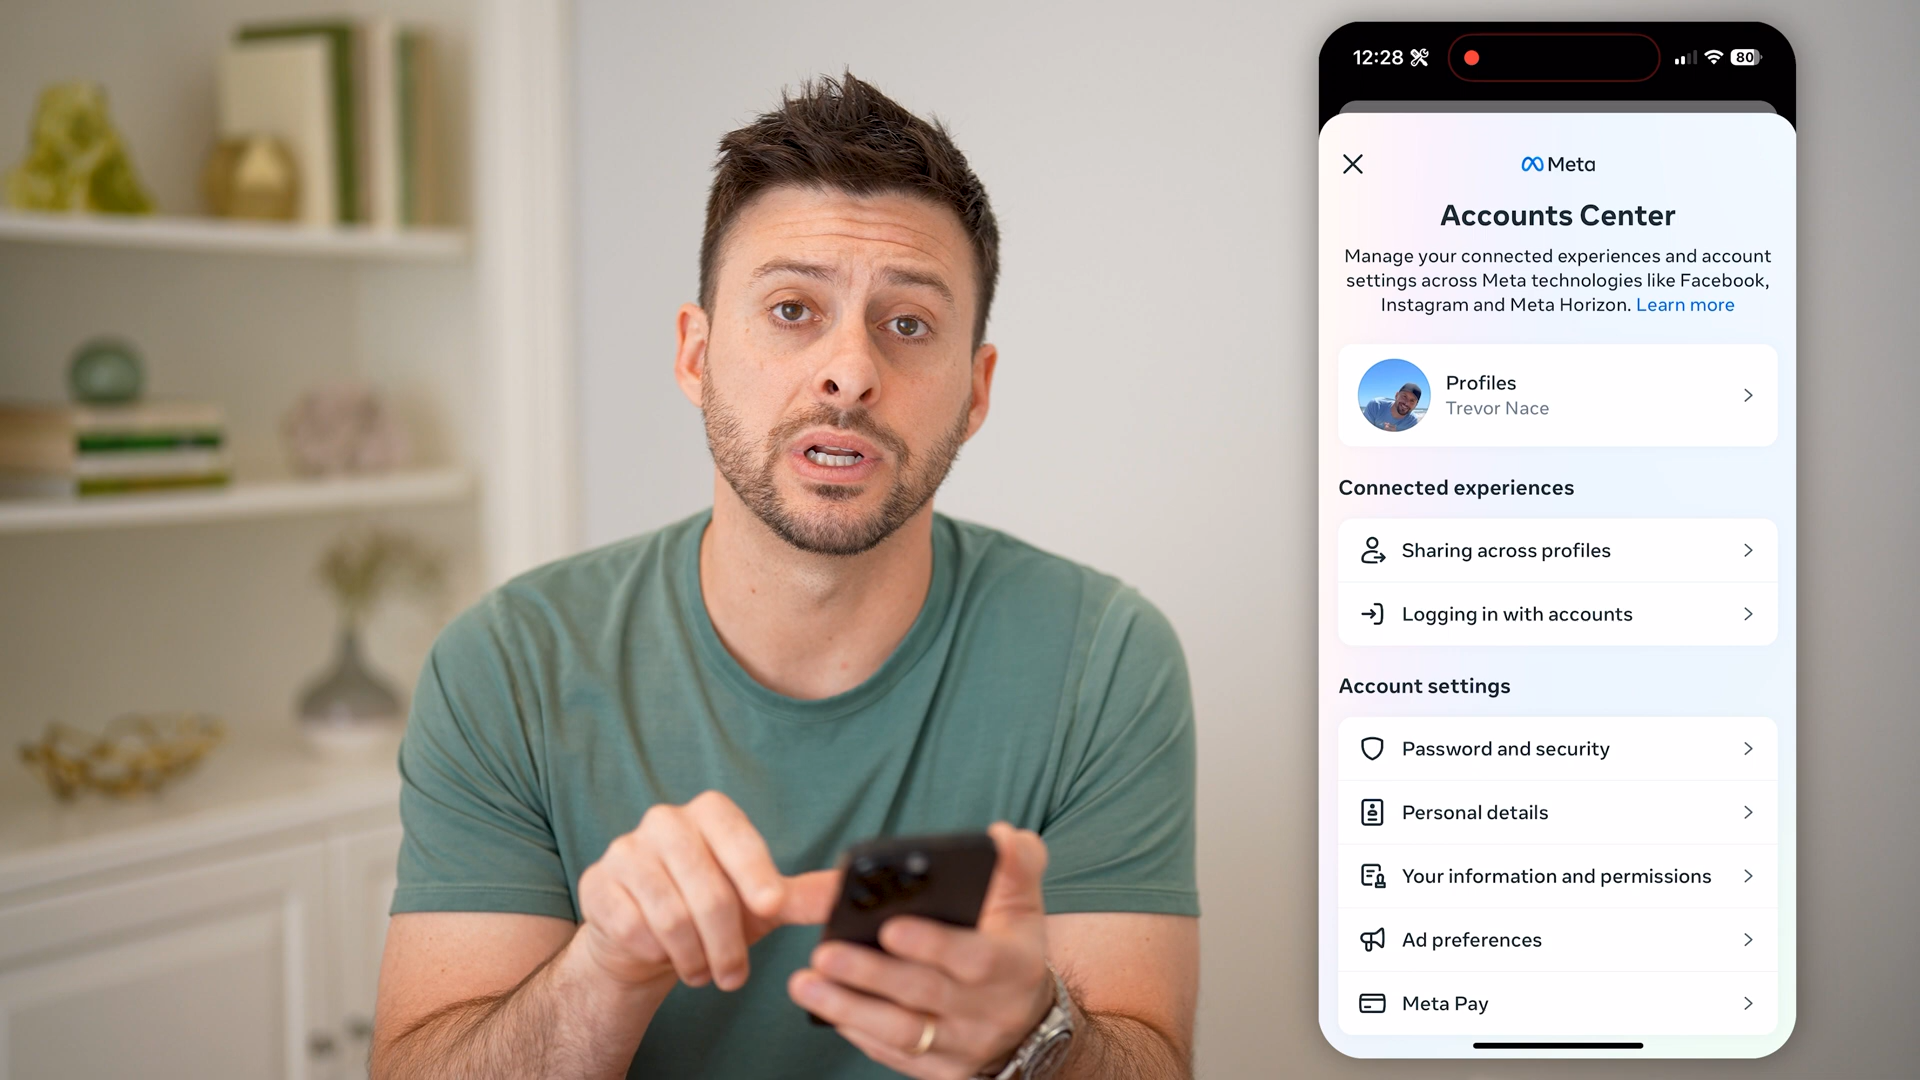 12:28
80
Meta
Accounts Center
Manage your connected experiences and account
settings across Meta technologies like Facebook,
Instagram and Meta Horizon. Learn more
Profiles
Trevor Nace
Connected experiences
Sharing across profiles
Logging in with accounts
Account settings
Password and security
Personal details
Your information and permissions
Ad preferences
Meta Pay